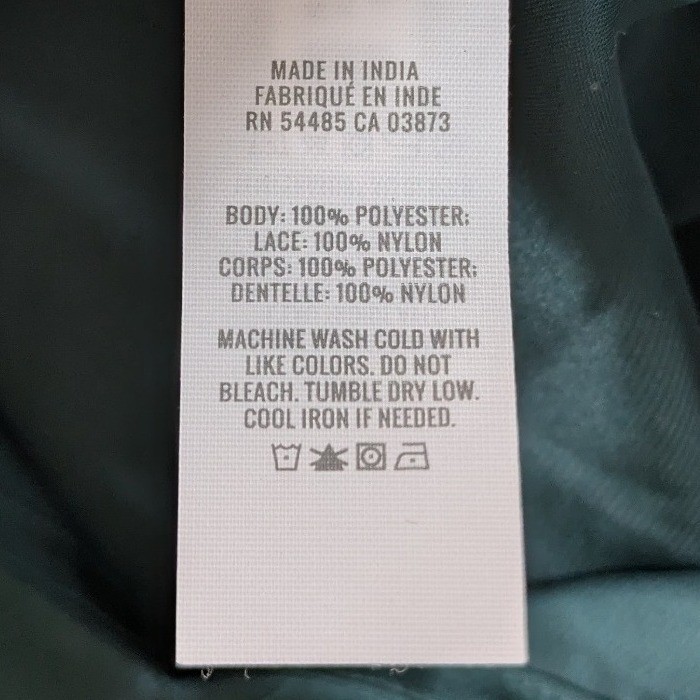 MADE IN INDIA
FABRIQUÉ EN INDE
RN 54485 CA 03873
BODY: 100% POLYESTER;
LACE: 100% NYLON
CORPS: 100% POLYESTER;
DENTELLE: 100% NYLON
MACHINE WASH COLD WITH
LIKE COLORS. DO NOT
BLEACH. TUMBLE DRY LOW.
COOL IRON IF NEEDED.